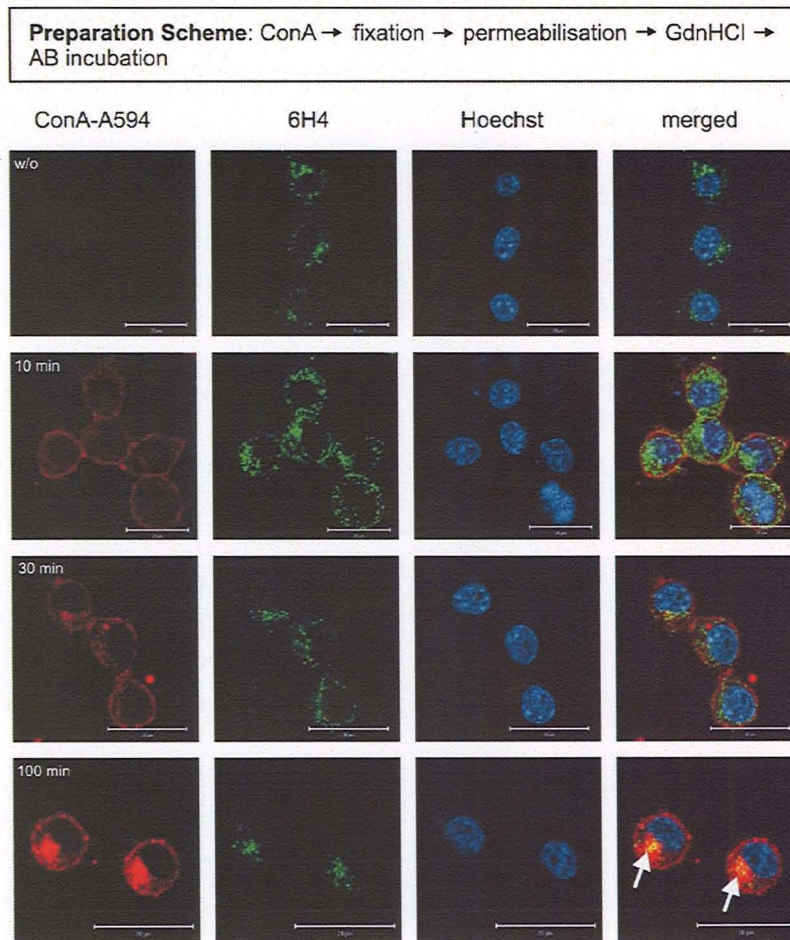 Preparation Scheme: ConA → fixation → permeabilisation → GdnHCl →
AB incubation
ConA-A594 6H4 Hoechst merged
w/o
10 min
30 min
100 min